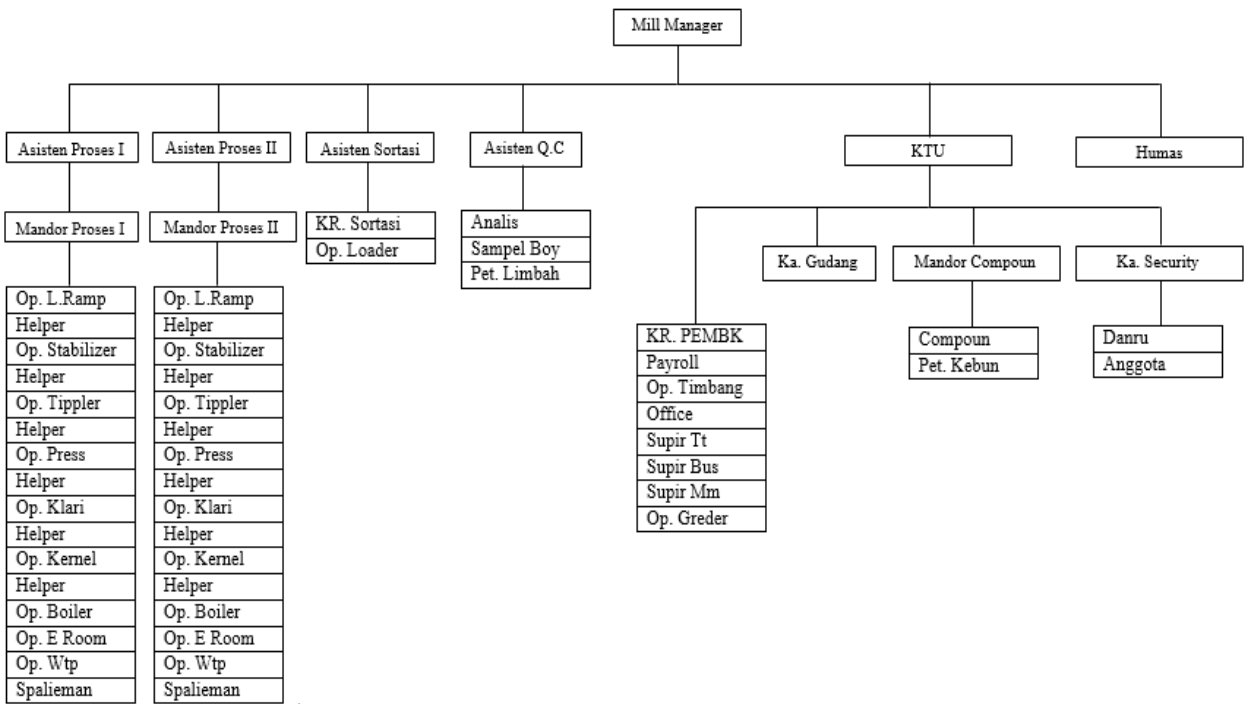 Mill Manager
Asisten Proses I
Asisten Proses II
Asisten Sortasi
Asisten Q.C
KTU
Humas
Mandor Proses I
Mandor Proses II
KR. Sortasi
Op. Loader
Analis
Sampel Boy
Pet. Limbah
Ka. Gudang
Mandor Compoun
Ka. Security
Op. L.Ramp
Helper
Op. Stabilizer
Helper
Op. Tippler
Helper
Op. Press
Helper
Op. Klari
Helper
Op. Kernel
Helper
Op. Boiler
Op. E Room
Op. Wtp
Spalieman
Op. L.Ramp
Helper
Op. Stabilizer
Helper
Op. Tippler
Helper
Op. Press
Helper
Op. Klari
Helper
Op. Kernel
Helper
Op. Boiler
Op. E Room
Op. Wtp
Spalieman
KR. PEMBK
Payroll
Op. Timbang
Office
Supir Tt
Supir Bus
Supir Mm
Op. Greder
Compoun
Pet. Kebun
Danru
Anggota